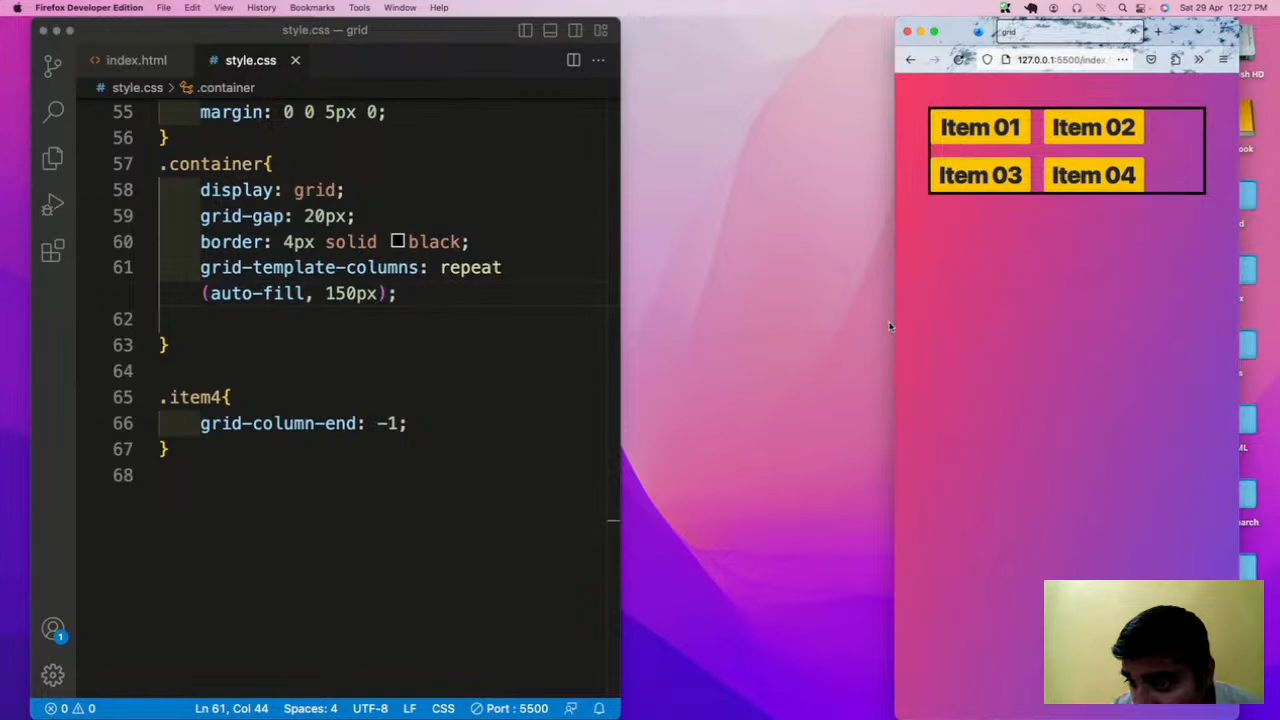 Firefox Developer Edition File Edit View History Bookmarks Tools Window Help Sat 29 Apr 12:27 PM
style.css — grid
index.html style.css
style.css > .container
55 margin: 0 0 5px 0;
56 }
57 .container{
58 display: grid;
59 grid-gap: 20px;
60 border: 4px solid black;
61 grid-template-columns: repeat
(auto-fill, 150px);
62
63 }
64
65 .item4{
66 grid-column-end: -1;
67 }
68
1
0 0 Ln 61, Col 44 Spaces: 4 UTF-8 LF CSS Port : 5500
grid
127.0.0.1:5500/index.
Item 01 Item 02
Item 03 Item 04